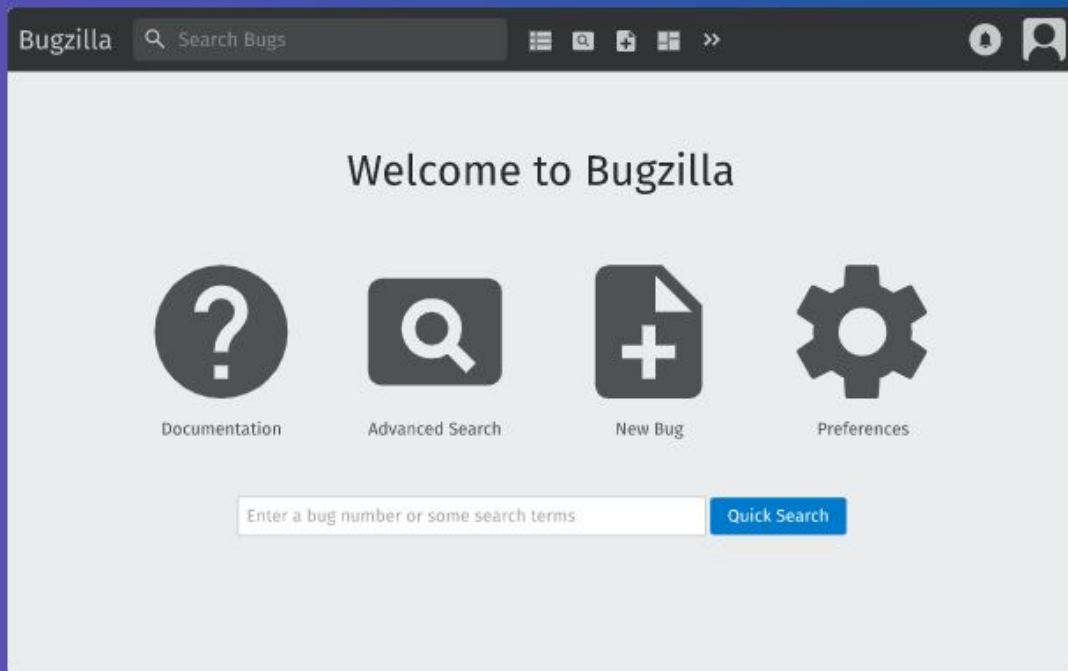 Bugzilla
Search Bugs
Welcome to Bugzilla
Documentation Advanced Search New Bug Preferences
Enter a bug number or some search terms Quick Search